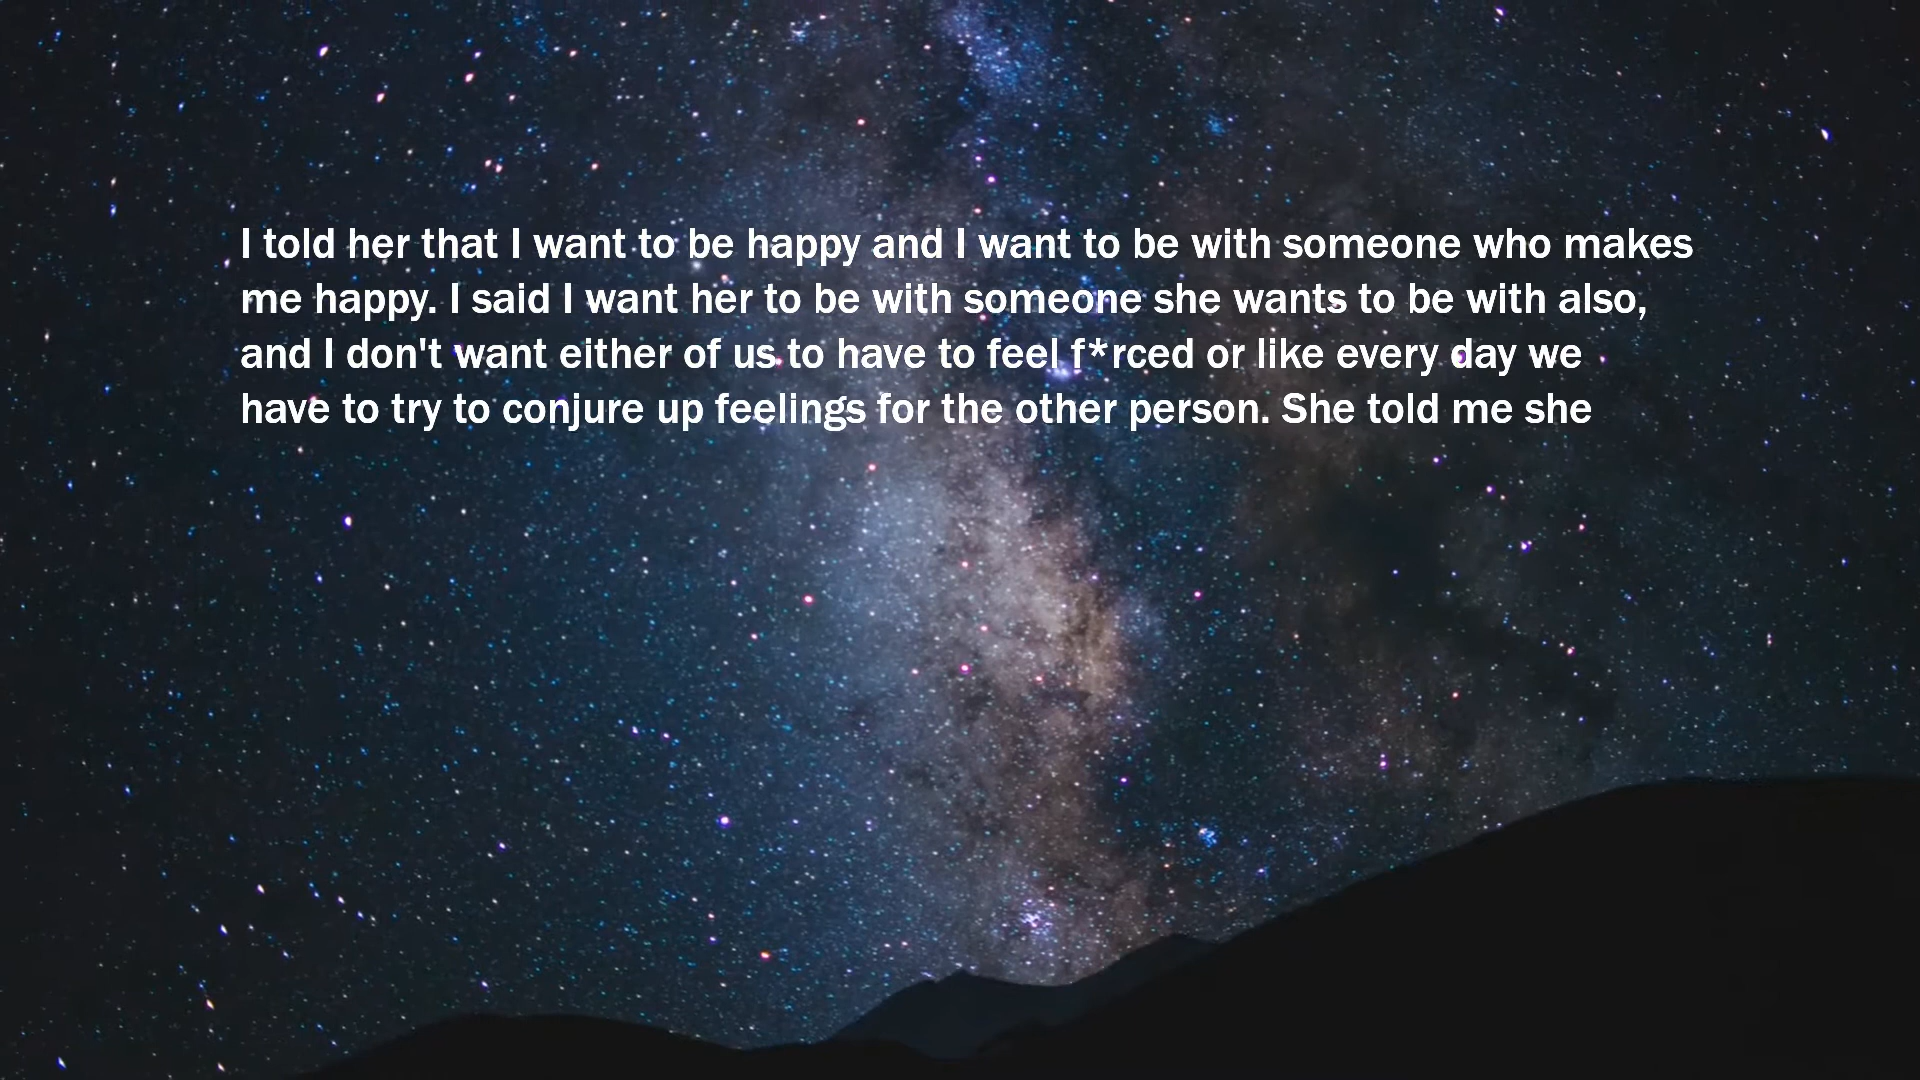 I told her that I want to be happy and I want to be with someone who makes
me happy. I said I want her to be with someone she wants to be with also,
and I don't want either of us to have to feel f*rced or like every day we
have to try to conjure up feelings for the other person. She told me she